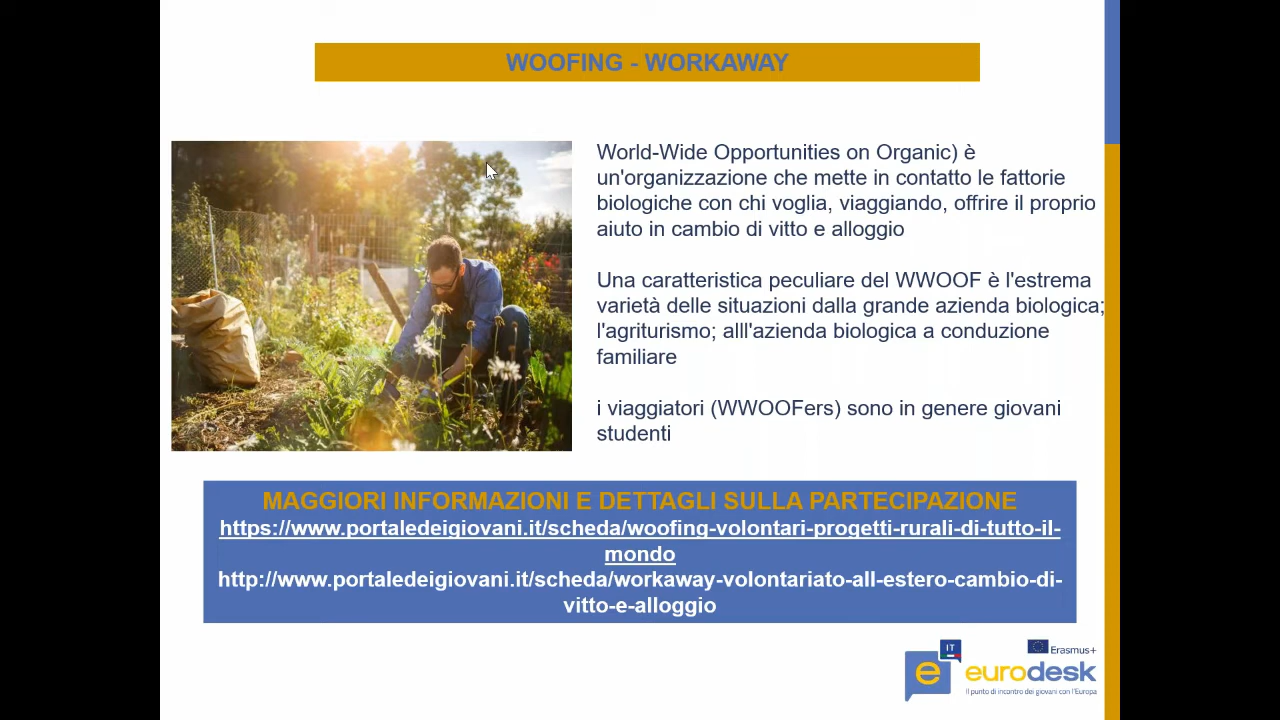 WOOFING - WORKAWAY
World-Wide Opportunities on Organic) è
un'organizzazione che mette in contatto le fattorie
biologiche con chi voglia, viaggiando, offrire il proprio
aiuto in cambio di vitto e alloggio
Una caratteristica peculiare del WWOOF è l'estrema
varietà delle situazioni dalla grande azienda biologica;
l'agriturismo; alll'azienda biologica a conduzione
familiare
i viaggiatori (WWOOFers) sono in genere giovani
studenti
MAGGIORI INFORMAZIONI E DETTAGLI SULLA PARTECIPAZIONE
https://www.portaledeigiovani.it/scheda/woofing-volontari-progetti-rurali-di-tutto-il-
mondo
http://www.portaledeigiovani.it/scheda/workaway-volontariato-all-estero-cambio-di-
vitto-e-alloggio
IT
Erasmus+
e eurodesk
il punto di incontro dei giovani con l'Europa